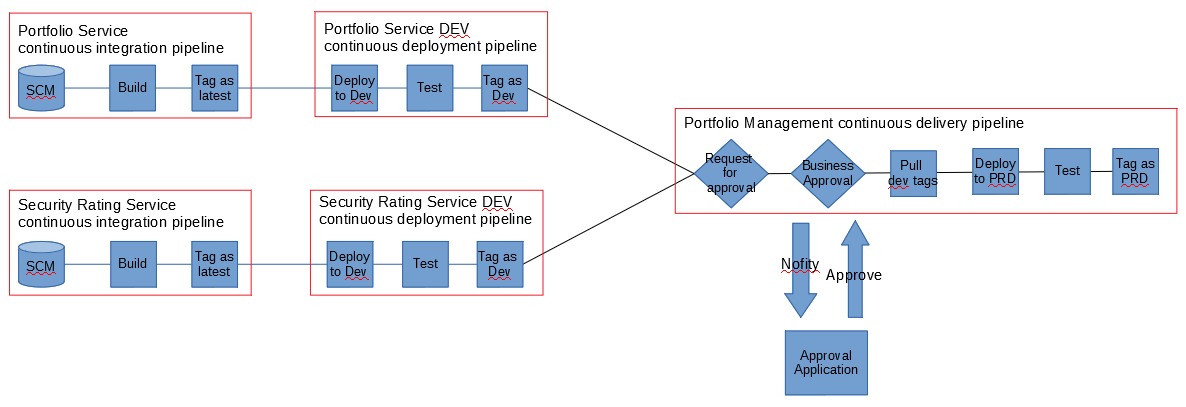 Portfolio Service
continuous integration pipeline
SCM
Build
Tag as
latest
Portfolio Service DEV
continuous deployment pipeline
Deploy
to Dev
Test
Tag as
Dev
Security Rating Service
continuous integration pipeline
SCM
Build
Tag as
latest
Security Rating Service DEV
continuous deployment pipeline
Deploy
to Dev
Test
Tag as
Dev
Portfolio Management continuous delivery pipeline
Request
for
approval
Business
Approval
Pull
dev tags
Deploy
to PRD
Test
Tag as
PRD
Nofity
Approve
Approval
Application